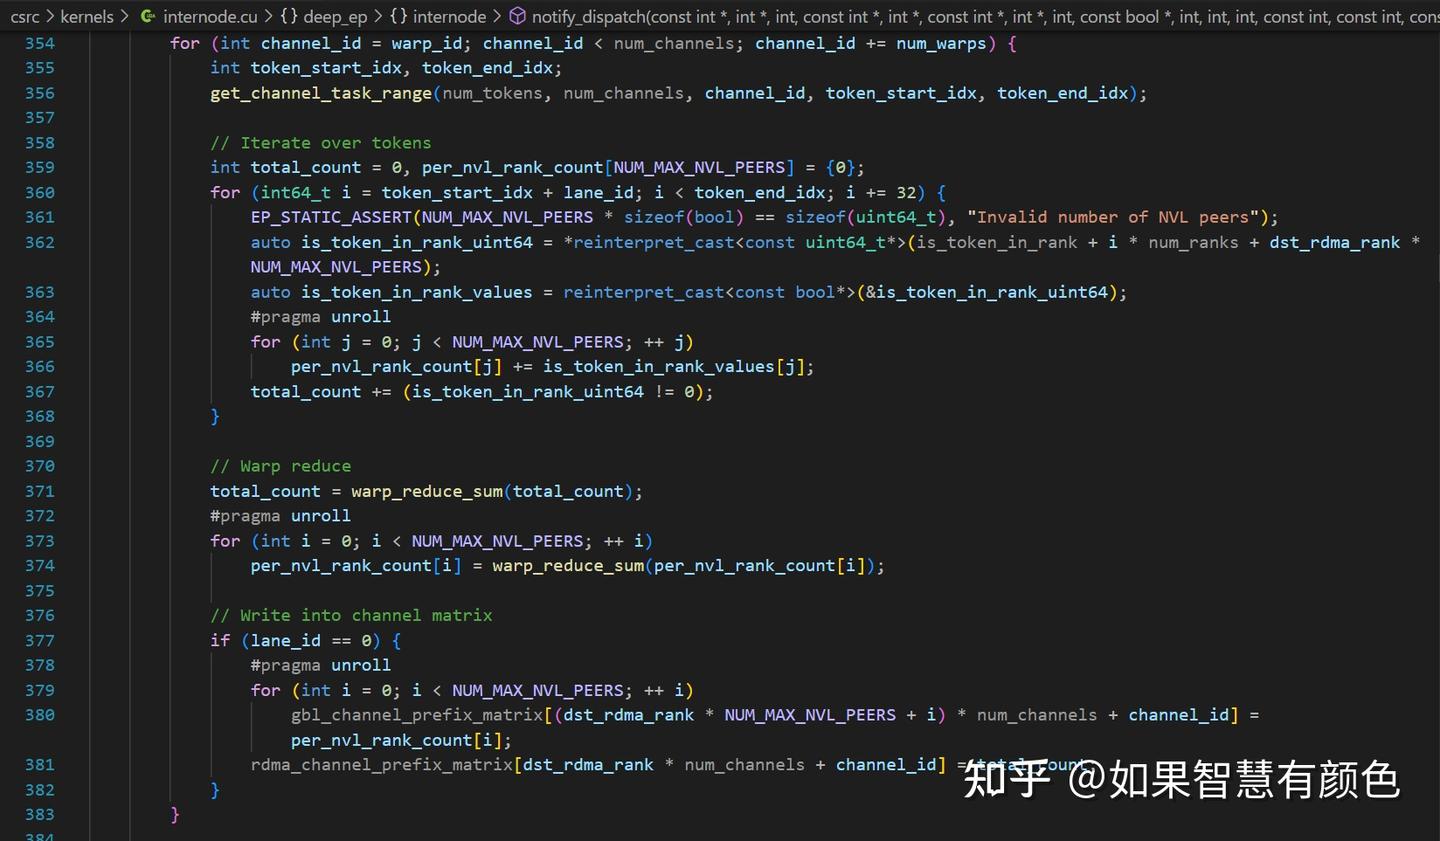 csrc > kernels > internode.cu > {} deep_ep > {} internode > notify_dispatch(const int *, int *, int, const int *, int *, const int *, int *, int, const bool *, int, int, int, const int, const int, cons
354 for (int channel_id = warp_id; channel_id < num_channels; channel_id += num_warps) {
355 int token_start_idx, token_end_idx;
356 get_channel_task_range(num_tokens, num_channels, channel_id, token_start_idx, token_end_idx);
357
358 // Iterate over tokens
359 int total_count = 0, per_nvl_rank_count[NUM_MAX_NVL_PEERS] = {0};
360 for (int64_t i = token_start_idx + lane_id; i < token_end_idx; i += 32) {
361 EP_STATIC_ASSERT(NUM_MAX_NVL_PEERS * sizeof(bool) == sizeof(uint64_t), "Invalid number of NVL peers");
362 auto is_token_in_rank_uint64 = *reinterpret_cast<const uint64_t*>(is_token_in_rank + i * num_ranks + dst_rdma_rank *
NUM_MAX_NVL_PEERS);
363 auto is_token_in_rank_values = reinterpret_cast<const bool*>(&is_token_in_rank_uint64);
364 #pragma unroll
365 for (int j = 0; j < NUM_MAX_NVL_PEERS; ++ j)
366 per_nvl_rank_count[j] += is_token_in_rank_values[j];
367 total_count += (is_token_in_rank_uint64 != 0);
368 }
369
370 // Warp reduce
371 total_count = warp_reduce_sum(total_count);
372 #pragma unroll
373 for (int i = 0; i < NUM_MAX_NVL_PEERS; ++ i)
374 per_nvl_rank_count[i] = warp_reduce_sum(per_nvl_rank_count[i]);
375
376 // Write into channel matrix
377 if (lane_id == 0) {
378 #pragma unroll
379 for (int i = 0; i < NUM_MAX_NVL_PEERS; ++ i)
380 gbl_channel_prefix_matrix[(dst_rdma_rank * NUM_MAX_NVL_PEERS + i) * num_channels + channel_id] =
per_nvl_rank_count[i];
381 rdma_channel_prefix_matrix[dst_rdma_rank * num_channels + channel_id] = total_count
知乎 @如果智慧有颜色
382 }
383 }
384